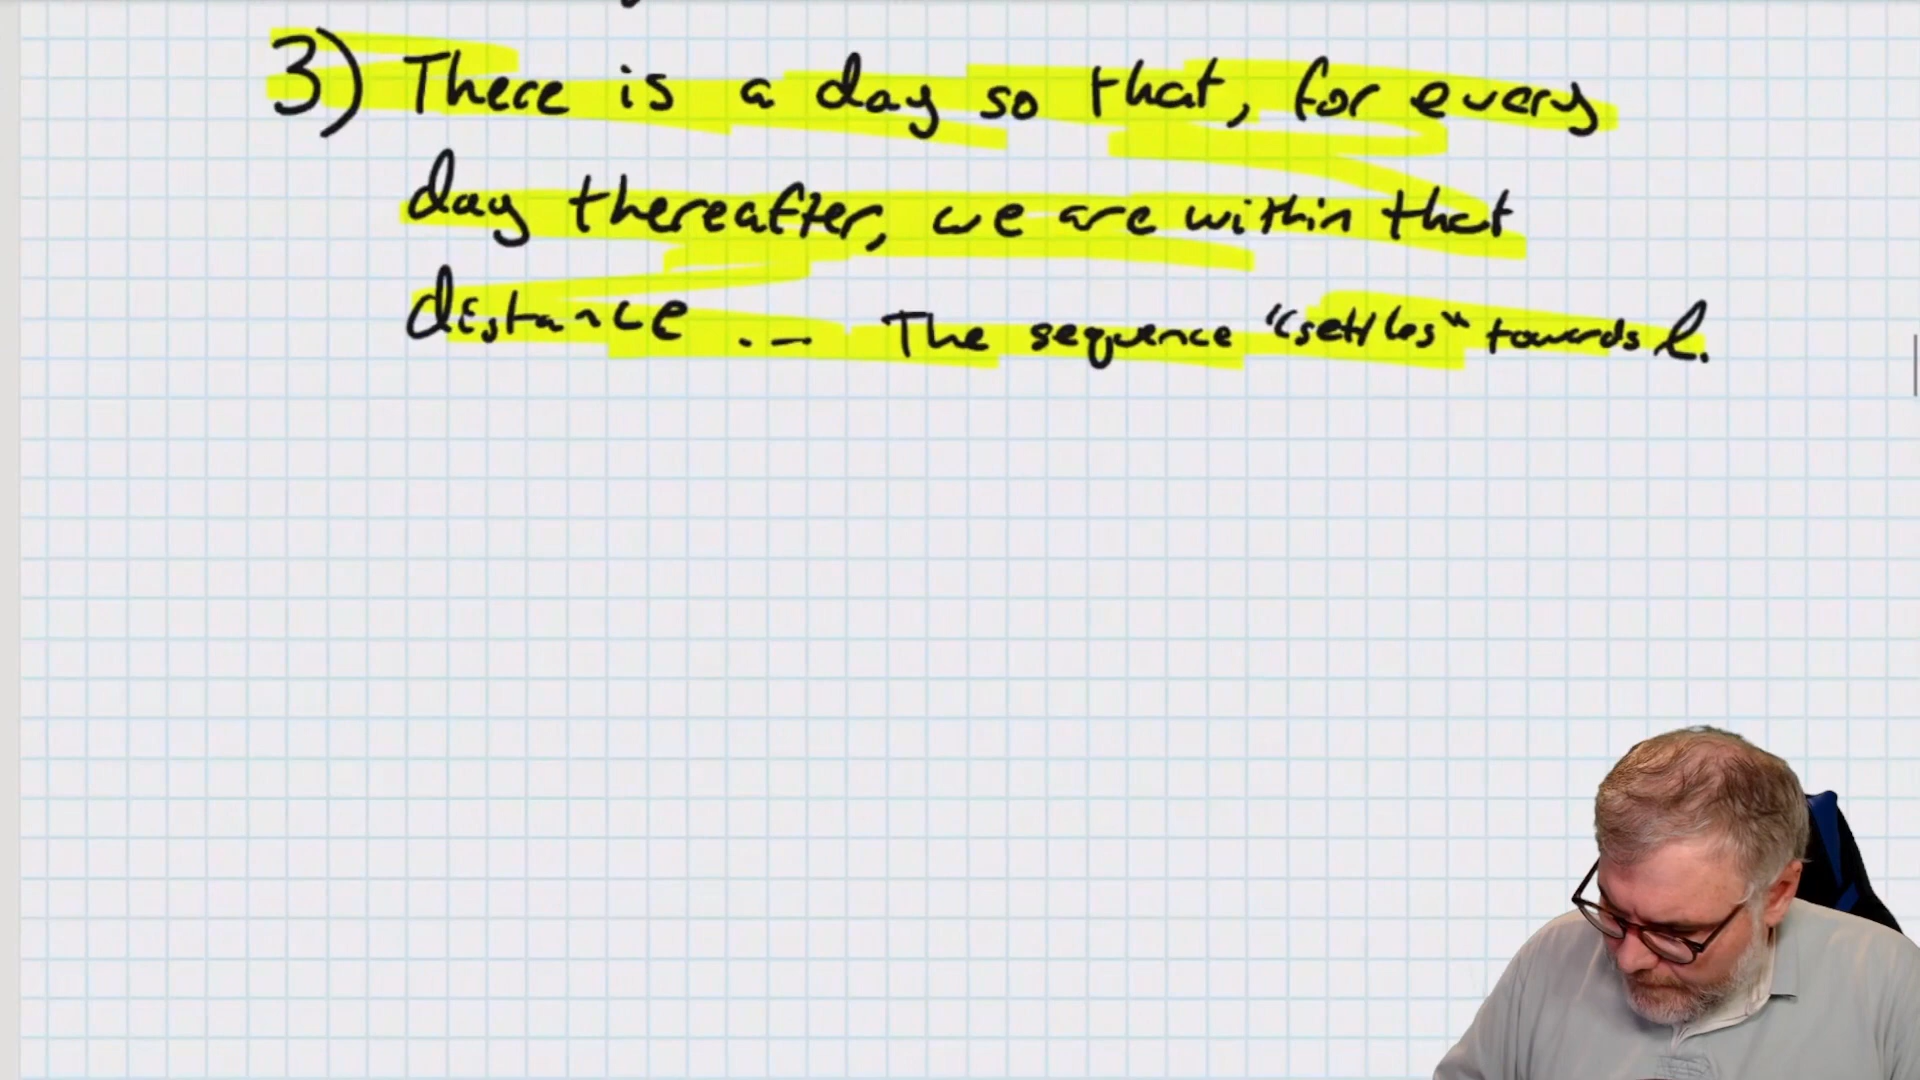 3) There is a day so that, for every
day thereafter, we are within that
distance .- The sequence "settles" towards l.